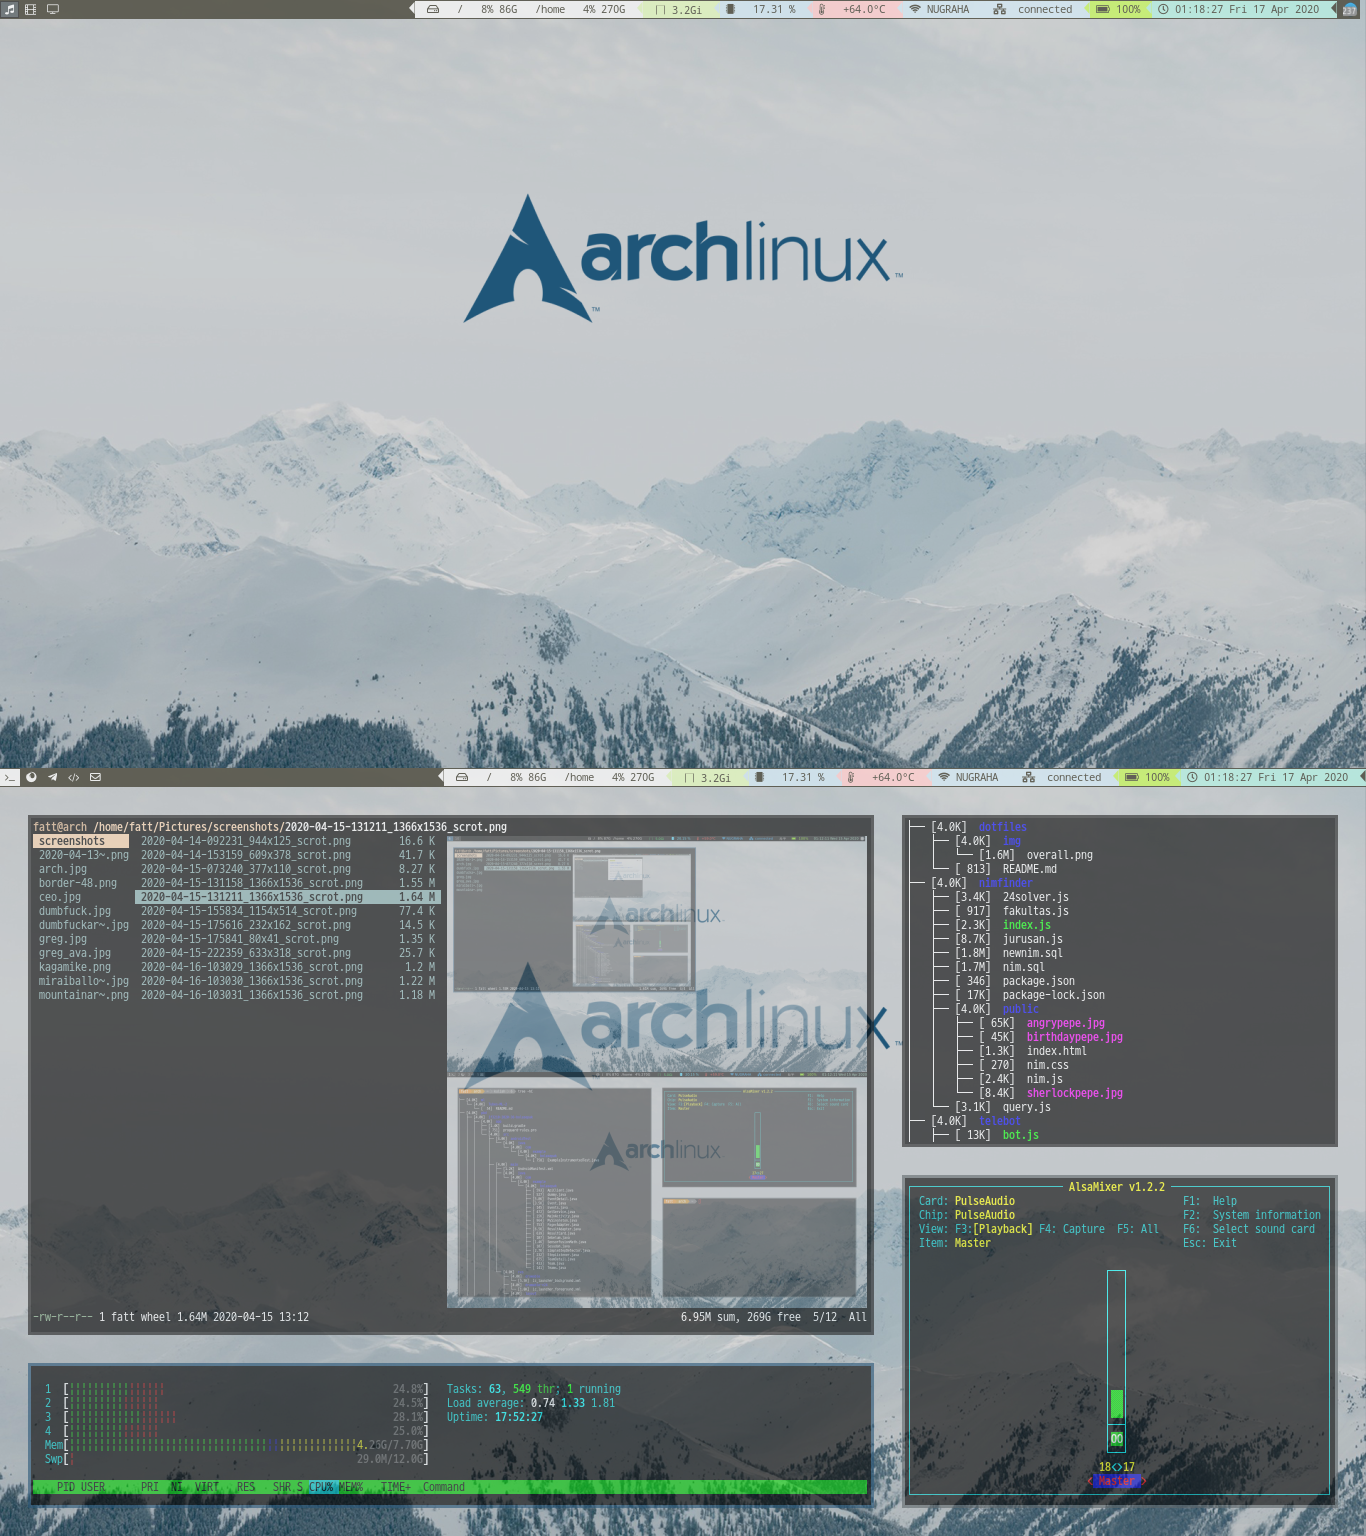 / 8% 86G /home 4% 270G 3.2Gi 17.31 % +64.0°C NUGRAHA connected 100% 01:18:27 Fri 17 Apr 2020 237
archlinux ™
™
/ 8% 86G /home 4% 270G 3.2Gi 17.31 % +64.0°C NUGRAHA connected 100% 01:18:27 Fri 17 Apr 2020
fatt@arch /home/fatt/Pictures/screenshots/2020-04-15-131211_1366x1536_scrot.png
screenshots 2020-04-14-092231_944x125_scrot.png 16.6 K
2020-04-13~.png 2020-04-14-153159_609x378_scrot.png 41.7 K
arch.jpg 2020-04-15-073240_377x110_scrot.png 8.27 K
border-48.png 2020-04-15-131158_1366x1536_scrot.png 1.55 M
ceo.jpg 2020-04-15-131211_1366x1536_scrot.png 1.64 M
dumbfuck.jpg 2020-04-15-155834_1154x514_scrot.png 77.4 K
dumbfuckar~.jpg 2020-04-15-175616_232x162_scrot.png 14.5 K
greg.jpg 2020-04-15-175841_80x41_scrot.png 1.35 K
greg_ava.jpg 2020-04-15-222359_633x318_scrot.png 25.7 K
kagamike.png 2020-04-16-103029_1366x1536_scrot.png 1.2 M
miraiballo~.jpg 2020-04-16-103030_1366x1536_scrot.png 1.22 M
mountainar~.png 2020-04-16-103031_1366x1536_scrot.png 1.18 M
archlinux
archlinux ™
archlinux
-rw-r--r-- 1 fatt wheel 1.64M 2020-04-15 13:12 6.95M sum, 269G free 5/12 All
[4.0K] dotfiles
[4.0K] img
[1.6M] overall.png
[ 813] README.md
[4.0K] nimfinder
[3.4K] 24solver.js
[ 917] fakultas.js
[2.3K] index.js
[8.7K] jurusan.js
[1.8M] newnim.sql
[1.7M] nim.sql
[ 346] package.json
[ 17K] package-lock.json
[4.0K] public
[ 65K] angrypepe.jpg
[ 45K] birthdaypepe.jpg
[1.3K] index.html
[ 270] nim.css
[2.4K] nim.js
[8.4K] sherlockpepe.jpg
[3.1K] query.js
[4.0K] telebot
[ 13K] bot.js
AlsaMixer v1.2.2
Card: PulseAudio F1: Help
Chip: PulseAudio F2: System information
View: F3:[Playback] F4: Capture F5: All F6: Select sound card
Item: Master Esc: Exit
OO
18<>17
< Master >
1 [ 24.8%] Tasks: 63, 549 thr; 1 running
2 [ 24.5%] Load average: 0.74 1.33 1.81
3 [ 28.1%] Uptime: 17:52:27
4 [ 25.0%]
Mem[ 4.26G/7.70G]
Swp[ 29.0M/12.0G]
PID USER PRI NI VIRT RES SHR S CPU% MEM% TIME+ Command